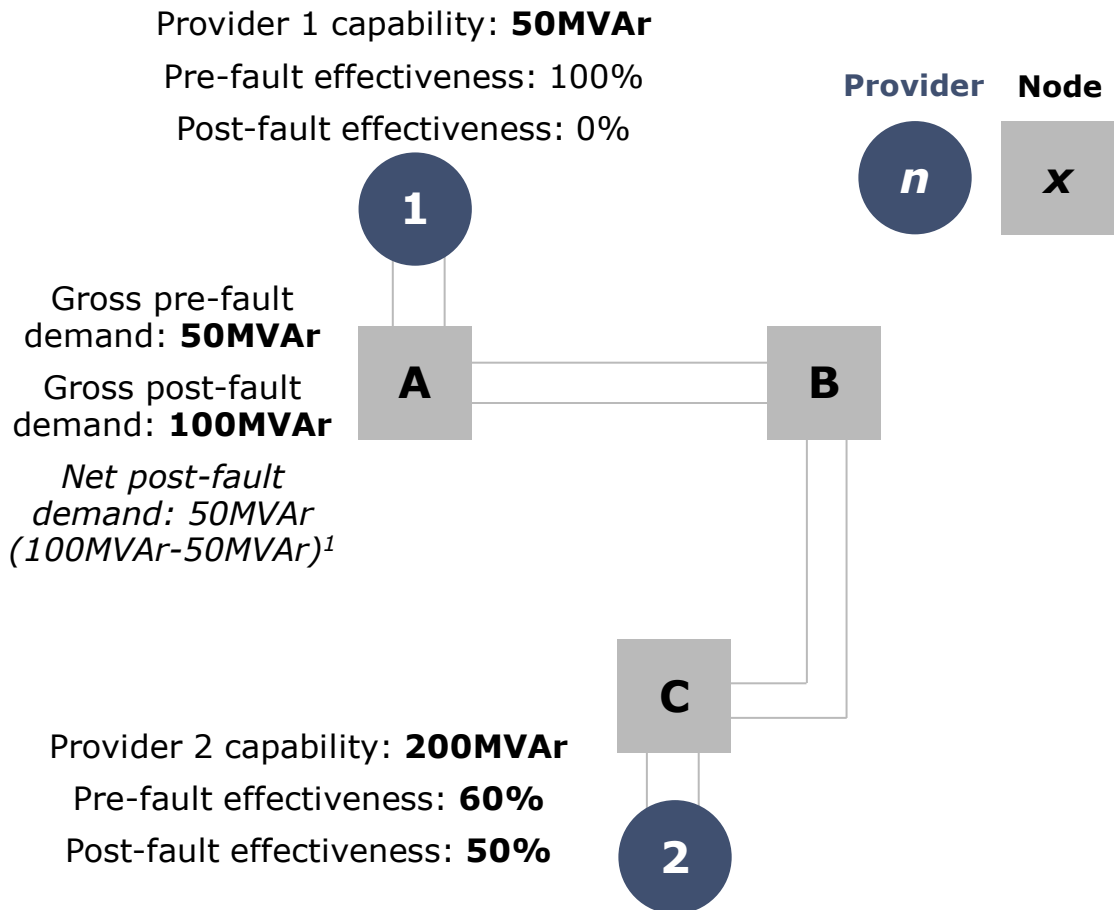 Provider 1 capability: 50MVAr
Pre-fault effectiveness: 100%
Post-fault effectiveness: 0%
Provider
Node
n
x
1
Gross pre-fault
demand: 50MVAr
Gross post-fault
demand: 100MVAr
Net post-fault
demand: 50MVAr
(100MVAr-50MVAr)¹
A
B
C
Provider 2 capability: 200MVAr
Pre-fault effectiveness: 60%
Post-fault effectiveness: 50%
2